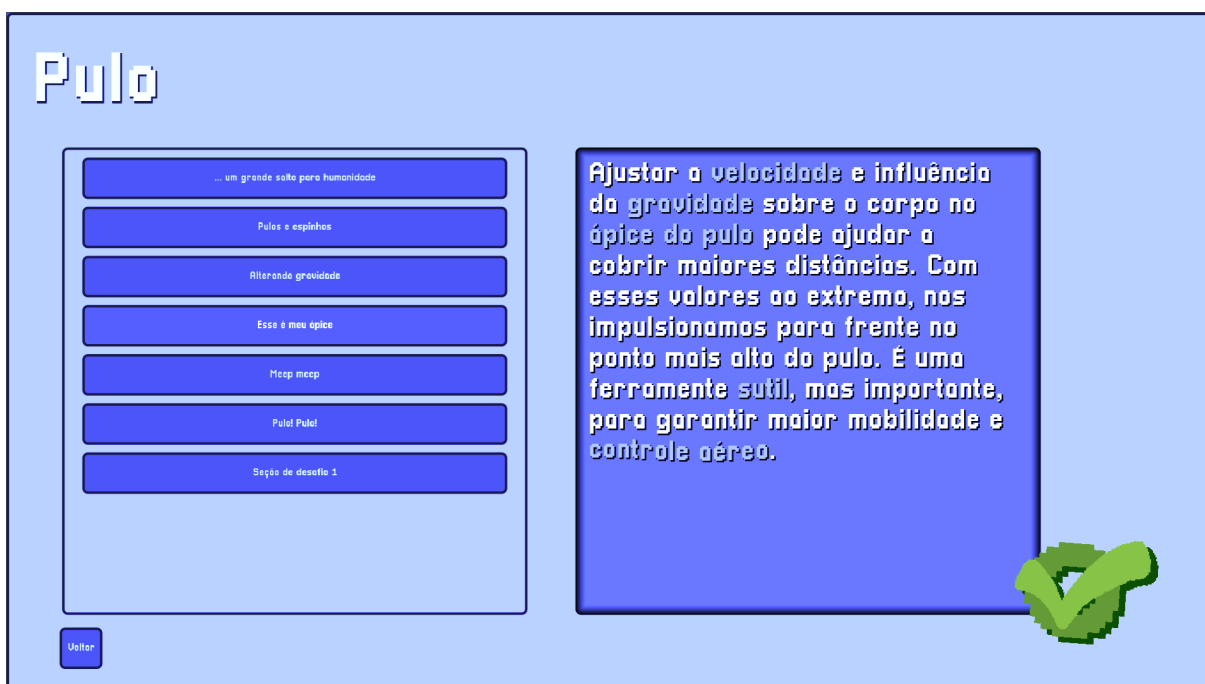 Pulo
... um grande salto para humanidade
Pulos e espinhos
Alterando gravidade
Esse é meu ápice
Meep meep
Pulo! Pulo!
Seção de desafio 1
Voltar
Ajustar a velocidade e influência
da gravidade sobre o corpo no
ápice do pulo pode ajudar a
cobrir maiores distâncias. Com
esses valores ao extremo, nos
impulsionamos para frente no
ponto mais alto do pulo. É uma
ferramente sutil, mas importante,
para garantir maior mobilidade e
controle aéreo.